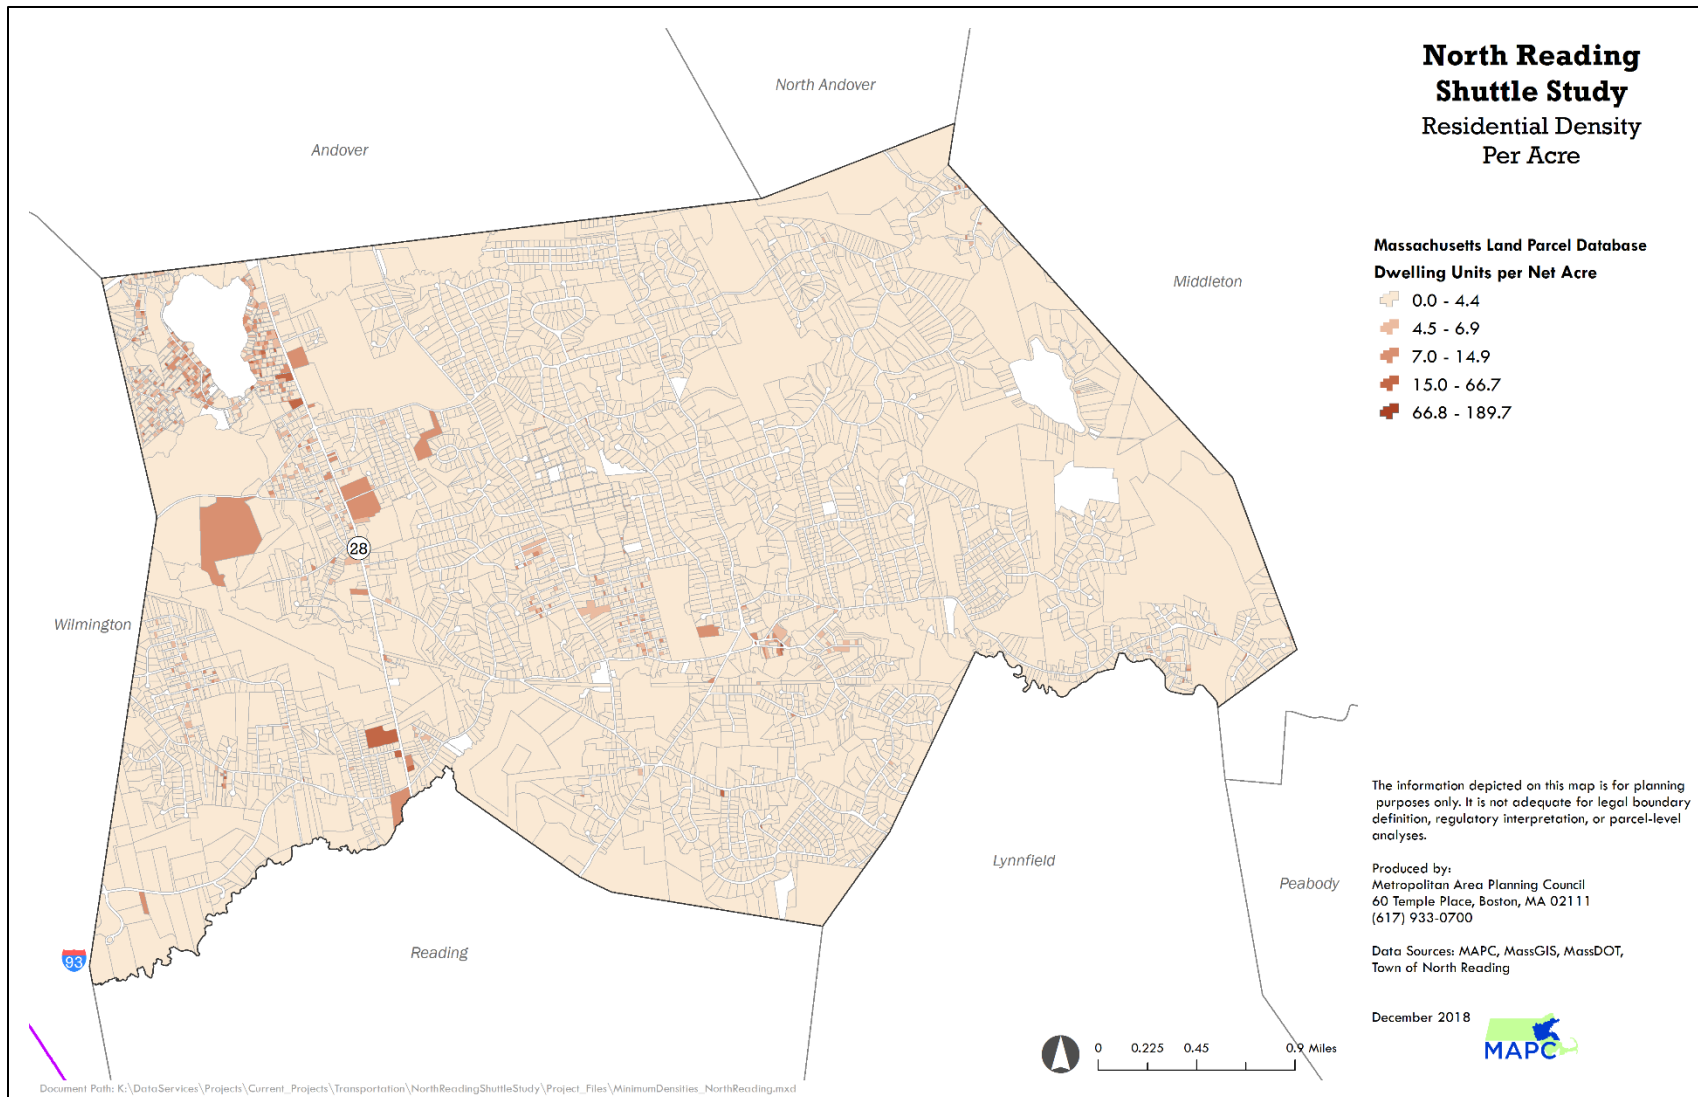 North Reading
Shuttle Study
Residential Density
Per Acre
North Andover
Andover
Middleton
Massachusetts Land Parcel Database
Dwelling Units per Net Acre
0.0 - 4.4
4.5 - 6.9
7.0 - 14.9
15.0 - 66.7
66.8 - 189.7
28
Wilmington
The information depicted on this map is for planning
purposes only. It is not adequate for legal boundary
definition, regulatory interpretation, or parcel-level
analyses.
Lynnfield
Peabody
Produced by:
Metropolitan Area Planning Council
60 Temple Place, Boston, MA 02111
(617) 933-0700
Reading
93
Data Sources: MAPC, MassGIS, MassDOT,
Town of North Reading
December 2018
MAPC
0 0.225 0.45 0.9 Miles
Document Path: K:\DataServices\Projects\Current_Projects\Transportation\NorthReadingShuttleStudy\Project_Files\MinimumDensities_NorthReading.mxd